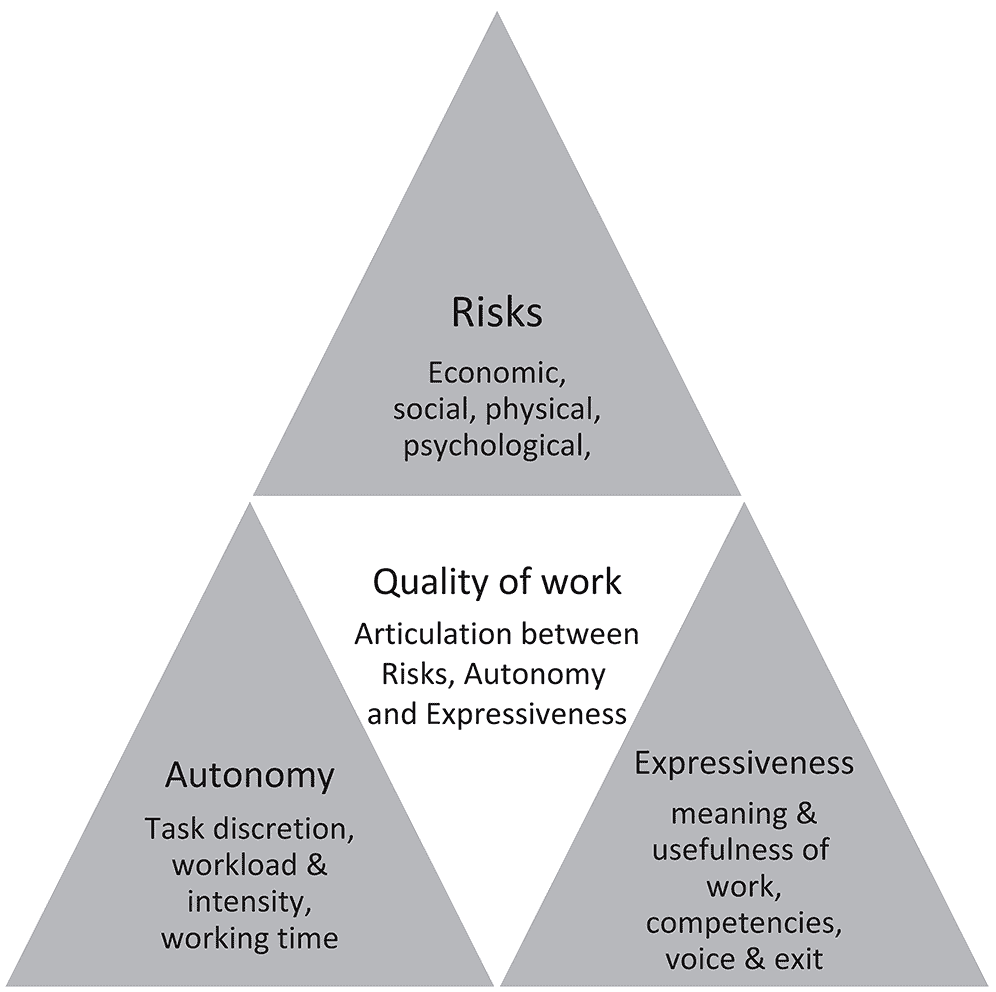 Risks
Economic,
social, physical,
psychological,
Quality of work
Articulation between
Risks, Autonomy
and Expressiveness
Autonomy
Task discretion,
workload &
intensity,
working time
Expressiveness
meaning &
usefulness of
work,
competencies,
voice & exit